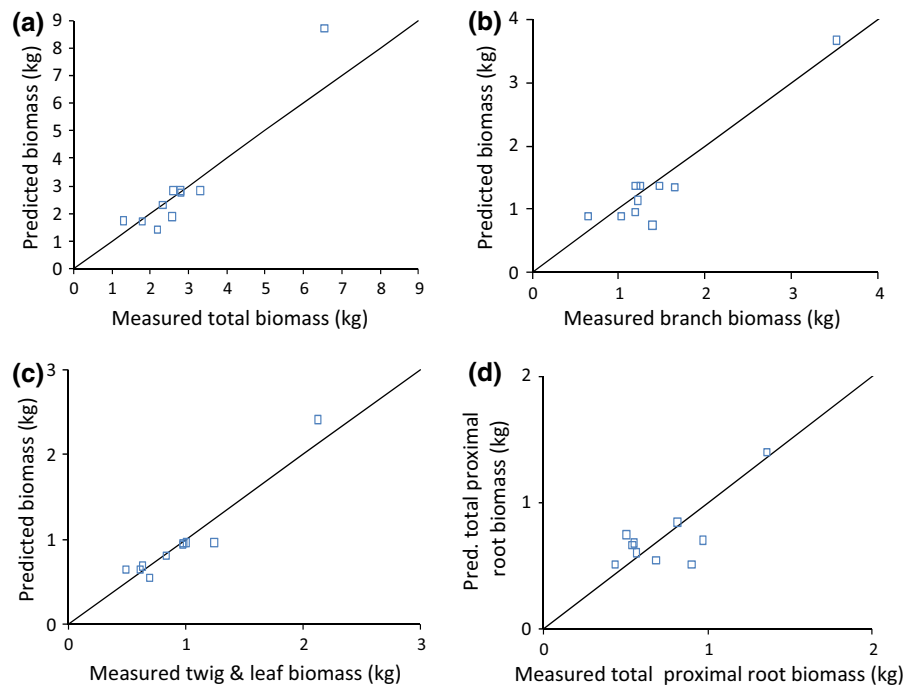 (a)
Predicted biomass (kg)
9
8
7
6
5
4
3
2
1
0
0 1 2 3 4 5 6 7 8 9
Measured total biomass (kg)
(b)
Predicted biomass (kg)
4
3
2
1
0
0 1 2 3 4
Measured branch biomass (kg)
(c)
Predicted biomass (kg)
3
2
1
0
0 1 2 3
Measured twig & leaf biomass (kg)
(d)
Pred. total proximal
root biomass (kg)
2
1
0
0 1 2
Measured total proximal root biomass (kg)